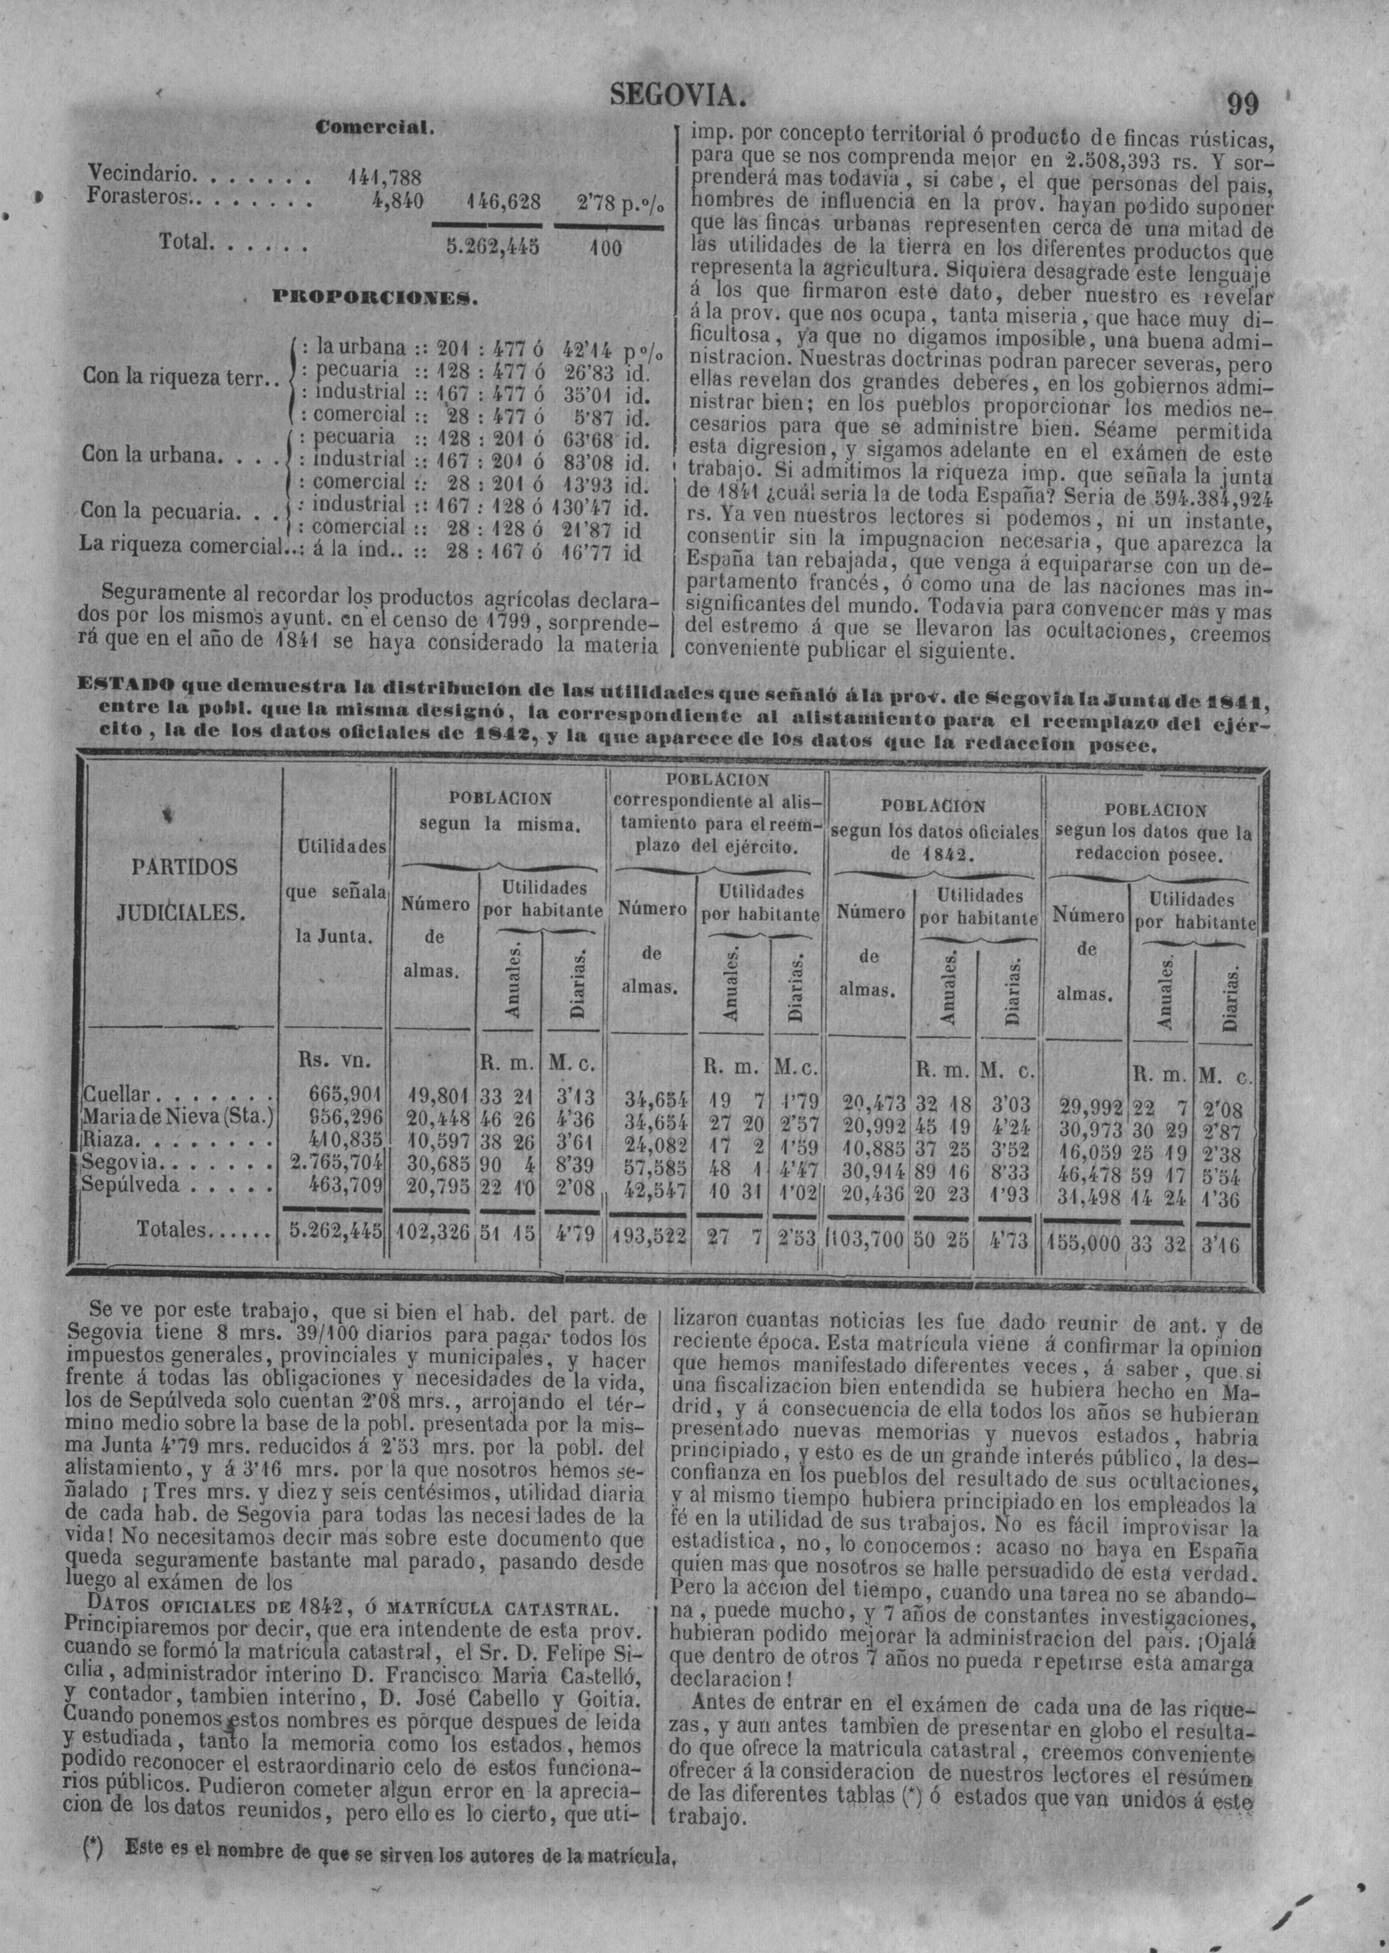 SEGOVIA.
99
Comercial.
Vecindario. . . . . . . . 141,788
Forasteros. . . . . . . . 4,840 146,628 2'78 p.%
Total. . . . . . 5.262,445 100
PROPORCIONES.
Con la riqueza terr.. : la urbana :: 201 : 477 ó 42'14 p%
: pecuaria :: 128 : 477 ó 26'83 id.
: industrial :: 167 : 477 ó 35'01 id.
: comercial :: 28 : 477 ó 5'87 id.
Con la urbana. . . . : pecuaria :: 128 : 201 ó 63'68 id.
: industrial :: 167 : 201 ó 83'08 id.
: comercial :: 28 : 201 ó 13'93 id.
Con la pecuaria. . . : industrial :: 167 : 128 ó 130'47 id.
: comercial :: 28 : 128 ó 21'87 id
La riqueza comercial..: á la ind.. :: 28 : 167 ó 16'77 id
Seguramente al recordar los productos agrícolas declara-
dos por los mismos ayunt. en el censo de 1799, sorprende-
rá que en el año de 1841 se haya considerado la materia
imp. por concepto territorial ó producto de fincas rústicas,
para que se nos comprenda mejor en 2.508,393 rs. Y sor-
prenderá mas todavia, si cabe, el que personas del pais,
hombres de influencia en la prov. hayan podido suponer
que las fincas urbanas representen cerca de una mitad de
las utilidades de la tierra en los diferentes productos que
representa la agricultura. Siquiera desagrade este lenguaje
á los que firmaron este dato, deber nuestro es revelar
á la prov. que nos ocupa, tanta miseria, que hace muy di-
ficultosa, ya que no digamos imposible, una buena admi-
nistracion. Nuestras doctrinas podran parecer severas, pero
ellas revelan dos grandes deberes, en los gobiernos admi-
nistrar bien; en los pueblos proporcionar los medios ne-
cesarios para que se administre bien. Séame permitida
esta digresion, y sigamos adelante en el exámen de este
trabajo. Si admitimos la riqueza imp. que señala la junta
de 1841 ¿cuál seria la de toda España? Seria de 594.384,924
rs. Ya ven nuestros lectores si podemos, ni un instante,
consentir sin la impugnacion necesaria, que aparezca la
España tan rebajada, que venga á equipararse con un de-
partamento francés, ó como una de las naciones mas in-
significantes del mundo. Todavia para convencer mas y mas
del estremo á que se llevaron las ocultaciones, creemos
conveniente publicar el siguiente.
ESTADO que demuestra la distribucion de las utilidades que señaló á la prov. de Segovia la Junta de 1841,
entre la pobl. que la misma designó, la correspondiente al alistamiento para el reemplazo del ejér-
cito, la de los datos oficiales de 1842, y la que aparece de los datos que la redaccion posee.
PARTIDOS
JUDICIALES.
Utilidades
que señala
la Junta.
POBLACION
segun la misma.
POBLACION
correspondiente al alis-
tamiento para el reem-
plazo del ejército.
POBLACION
segun los datos oficiales
de 1842.
POBLACION
segun los datos que la
redaccion posee.
Número
de
almas.
Utilidades
por habitante
Anuales.
Diarias.
Número
de
almas.
Utilidades
por habitante
Anuales.
Diarias.
Número
de
almas.
Utilidades
por habitante
Anuales.
Diarias.
Número
de
almas.
Utilidades
por habitante
Anuales.
Diarias.
Rs. vn. R. m. M. c. R. m. M.c. R. m. M. c. R. m. M. c.
Cuellar. . . . . . . 665,901 19,801 33 21 3'13 34,654 19 7 1'79 20,473 32 18 3'03 29,992 22 7 2'08
Maria de Nieva (Sta.) 956,296 20,448 46 26 4'36 34,654 27 20 2'57 20,992 45 19 4'24 30,973 30 29 2'87
Riaza. . . . . . . . 410,835 10,597 38 26 3'61 24,082 17 2 1'59 10,885 37 25 3'52 16,059 25 19 2'38
Segovia. . . . . . . 2.765,704 30,685 90 4 8'39 57,585 48 1 4'47 30,914 89 16 8'33 46,478 59 17 5'54
Sepúlveda . . . . . 463,709 20,795 22 10 2'08 42,547 10 31 1'02 20,436 20 23 1'93 31,498 14 24 1'36
Totales. . . . . . 5.262,445 102,326 51 15 4'79 193,522 27 7 2'53 103,700 50 25 4'73 155,000 33 32 3'16
Se ve por este trabajo, que si bien el hab. del part. de
Segovia tiene 8 mrs. 39/100 diarios para pagar todos los
impuestos generales, provinciales y municipales, y hacer
frente á todas las obligaciones y necesidades de la vida,
los de Sepúlveda solo cuentan 2'08 mrs., arrojando el tér-
mino medio sobre la base de la pobl. presentada por la mis-
ma Junta 4'79 mrs. reducidos á 2'53 mrs. por la pobl. del
alistamiento, y á 3'16 mrs. por la que nosotros hemos se-
ñalado ¡Tres mrs. y diez y seis centésimos, utilidad diaria
de cada hab. de Segovia para todas las necesidades de la
vida! No necesitamos decir mas sobre este documento que
queda seguramente bastante mal parado, pasando desde
luego al exámen de los
DATOS OFICIALES DE 1842, Ó MATRÍCULA CATASTRAL.
Principiaremos por decir, que era intendente de esta prov.
cuando se formó la matrícula catastral, el Sr. D. Felipe Si-
cilia, administrador interino D. Francisco Maria Castelló,
y contador, tambien interino, D. José Cabello y Goitia.
Cuando ponemos estos nombres es porque despues de leida
y estudiada, tanto la memoria como los estados, hemos
podido reconocer el estraordinario celo de estos funciona-
rios públicos. Pudieron cometer algun error en la aprecia-
cion de los datos reunidos, pero ello es lo cierto, que uti-
lizaron cuantas noticias les fue dado reunir de ant. y de
reciente época. Esta matrícula viene á confirmar la opinion
que hemos manifestado diferentes veces, á saber, que si
una fiscalizacion bien entendida se hubiera hecho en Ma-
drid, y á consecuencia de ella todos los años se hubieran
presentado nuevas memorias y nuevos estados, habria
principiado, y esto es de un grande interés público, la des-
confianza en los pueblos del resultado de sus ocultaciones,
y al mismo tiempo hubiera principiado en los empleados la
fé en la utilidad de sus trabajos. No es fácil improvisar la
estadistica, no, lo conocemos: acaso no haya en España
quien mas que nosotros se halle persuadido de esta verdad.
Pero la accion del tiempo, cuando una tarea no se abando-
na, puede mucho, y 7 años de constantes investigaciones,
hubieran podido mejorar la administracion del pais. ¡Ojalá
que dentro de otros 7 años no pueda repetirse esta amarga
declaracion!
Antes de entrar en el exámen de cada una de las rique-
zas, y aun antes tambien de presentar en globo el resulta-
do que ofrece la matricula catastral, creemos conveniente
ofrecer á la consideracion de nuestros lectores el resúmen
de las diferentes tablas (*) ó estados que van unidos á este
trabajo.
(*) Este es el nombre de que se sirven los autores de la matrícula.